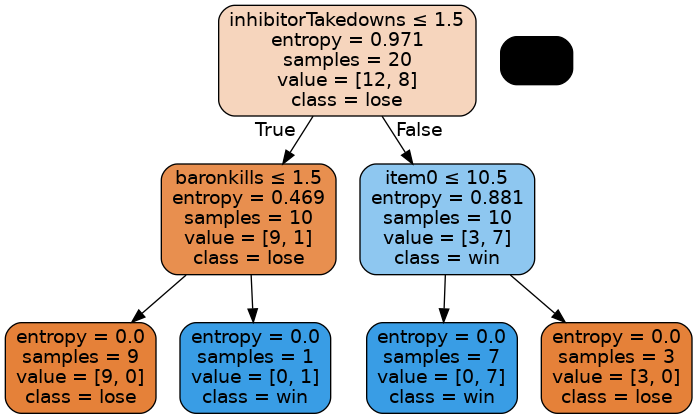 inhibitorTakedowns ≤ 1.5
entropy = 0.971
samples = 20
value = [12, 8]
class = lose
True
False
baronkills ≤ 1.5
entropy = 0.469
samples = 10
value = [9, 1]
class = lose
item0 ≤ 10.5
entropy = 0.881
samples = 10
value = [3, 7]
class = win
entropy = 0.0
samples = 9
value = [9, 0]
class = lose
entropy = 0.0
samples = 1
value = [0, 1]
class = win
entropy = 0.0
samples = 7
value = [0, 7]
class = win
entropy = 0.0
samples = 3
value = [3, 0]
class = lose